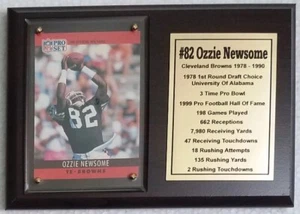 PRO
SET
82
OZZIE NEWSOME
TE · BROWNS
#82 Ozzie Newsome
Cleveland Browns 1978 - 1990
1978 1st Round Draft Choice
University Of Alabama
3 Time Pro Bowl
1999 Pro Football Hall Of Fame
198 Games Played
662 Receptions
7,980 Receiving Yards
47 Receiving Touchdowns
18 Rushing Attempts
135 Rushing Yards
2 Rushing Touchdowns